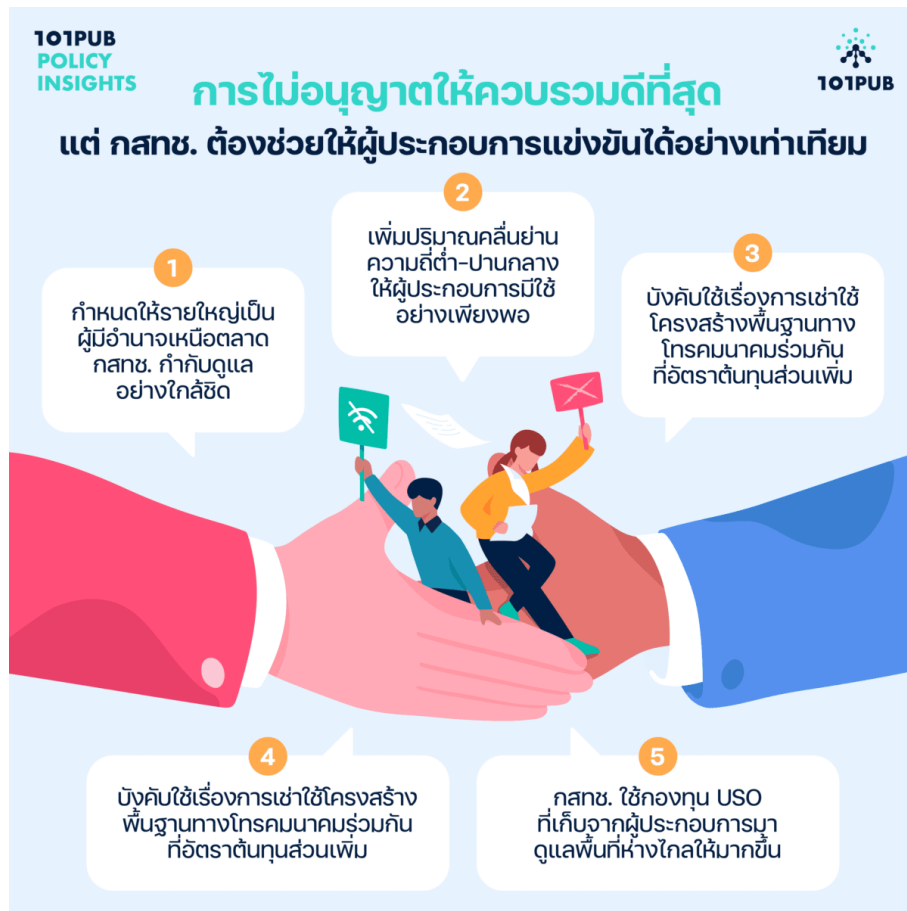 101PUB
POLICY
INSIGHTS
101PUB
การไม่อนุญาตให้ควบรวมดีที่สุด
แต่ กสทช. ต้องช่วยให้ผู้ประกอบการแข่งขันได้อย่างเท่าเทียม
1
กำหนดให้รายใหญ่เป็น
ผู้มีอำนาจเหนือตลาด
กสทช. กำกับดูแล
อย่างใกล้ชิด
2
เพิ่มปริมาณคลื่นย่าน
ความถี่ต่ำ-ปานกลาง
ให้ผู้ประกอบการมีใช้
อย่างเพียงพอ
3
บังคับใช้เรื่องการเช่าใช้
โครงสร้างพื้นฐานทาง
โทรคมนาคมร่วมกัน
ที่อัตราต้นทุนส่วนเพิ่ม
4
บังคับใช้เรื่องการเช่าใช้โครงสร้าง
พื้นฐานทางโทรคมนาคมร่วมกัน
ที่อัตราต้นทุนส่วนเพิ่ม
5
กสทช. ใช้กองทุน USO
ที่เก็บจากผู้ประกอบการมา
ดูแลพื้นที่ห่างไกลให้มากขึ้น